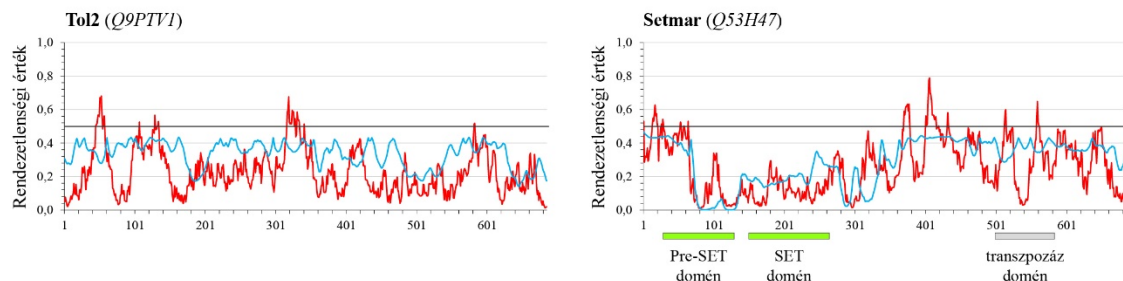 Tol2 (Q9PTV1)
Rendezetlenségi érték
1,0
0,8
0,6
0,4
0,2
0,0
1 101 201 301 401 501 601
Setmar (Q53H47)
Rendezetlenségi érték
1,0
0,8
0,6
0,4
0,2
0,0
1 101 201 301 401 501 601
Pre-SET
domén
SET
domén
transzpozáz
domén